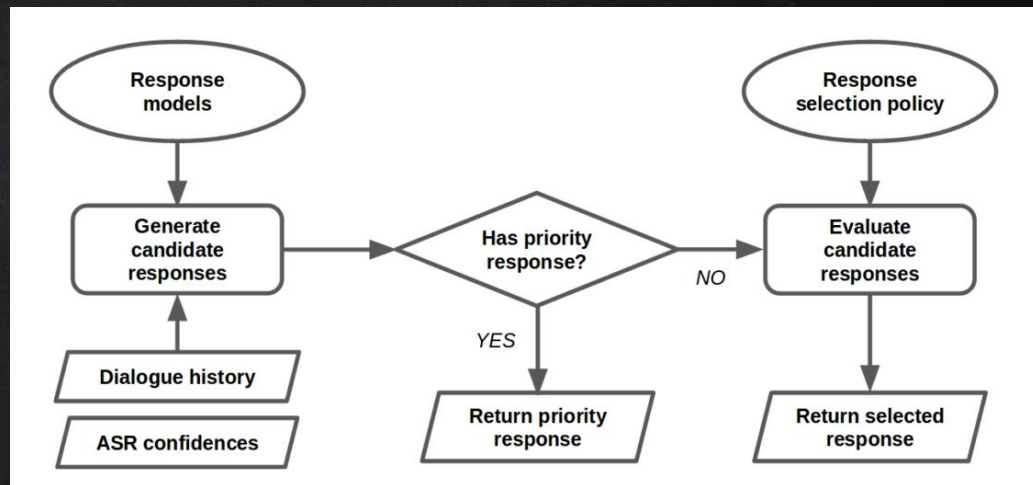 Response
models
Response
selection policy
Generate
candidate
responses
Has priority
response?
Evaluate
candidate
responses
NO
YES
Dialogue history
ASR confidences
Return priority
response
Return selected
response